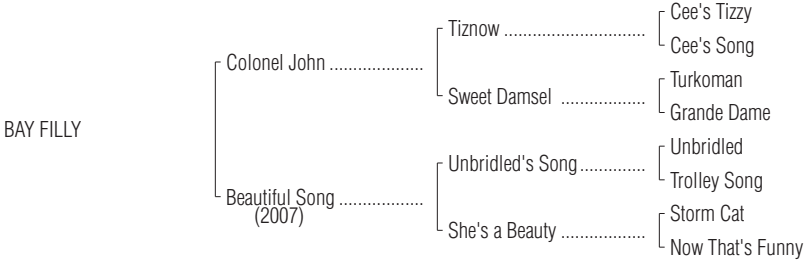 Cee's Tizzy
Tiznow ..............................
Cee's Song
Colonel John ....................
Turkoman
Sweet Damsel ..................
Grande Dame
BAY FILLY
Unbridled
Unbridled's Song ..............
Trolley Song
Beautiful Song ..................
(2007)
Storm Cat
She's a Beauty ..................
Now That's Funny